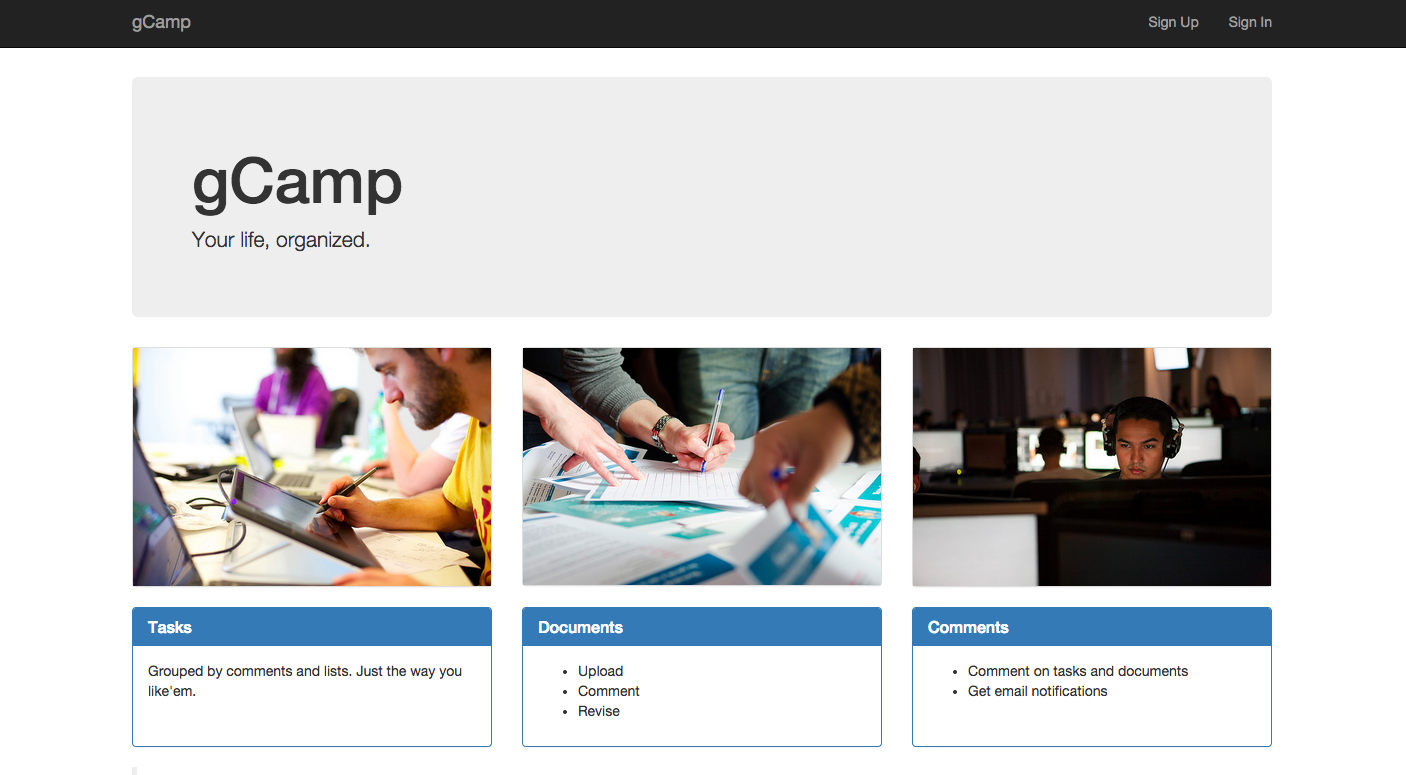 gCamp
Sign Up
Sign In
gCamp
Your life, organized.
Tasks
Documents
Comments
Grouped by comments and lists. Just the way you
like'em.
Upload
Comment
Revise
Comment on tasks and documents
Get email notifications